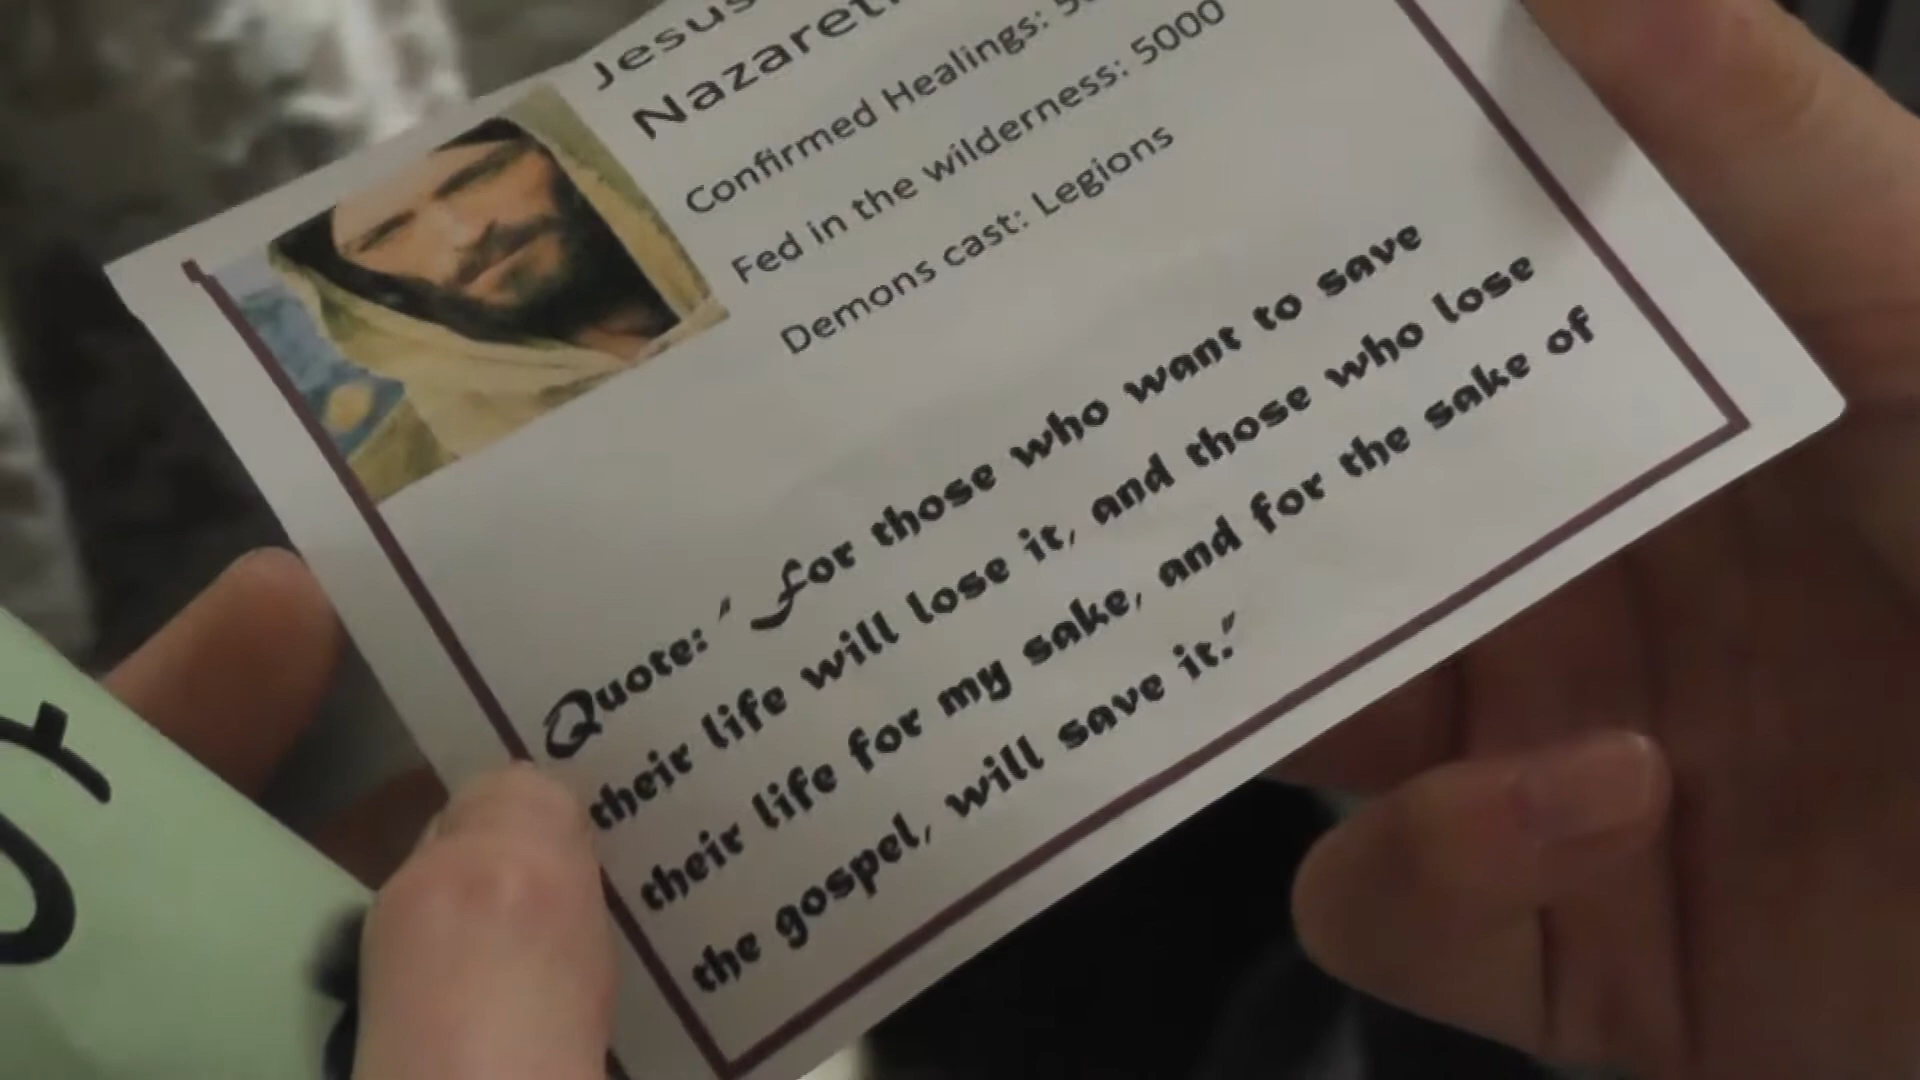 Jesus
Nazareth
Confirmed Healings:
Fed in the wilderness: 5000
Demons cast: Legions
Quote: "For those who want to save
their life will lose it, and those who lose
their life for my sake, and for the sake of
the gospel, will save it."